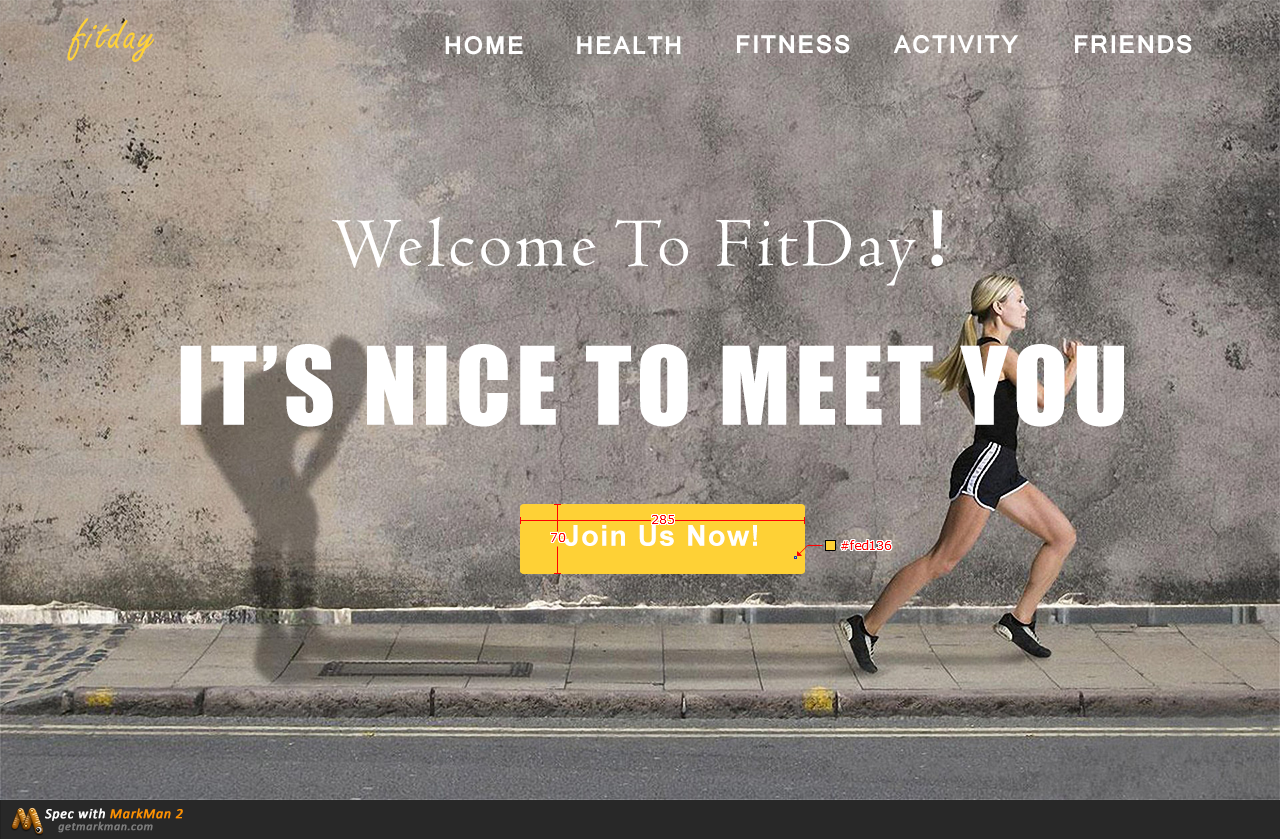 fitday
HOME HEALTH FITNESS ACTIVITY FRIENDS
Welcome To FitDay!
IT’S NICE TO MEET YOU
285
70
Join Us Now!
#fed136
Spec with MarkMan 2
getmarkman.com